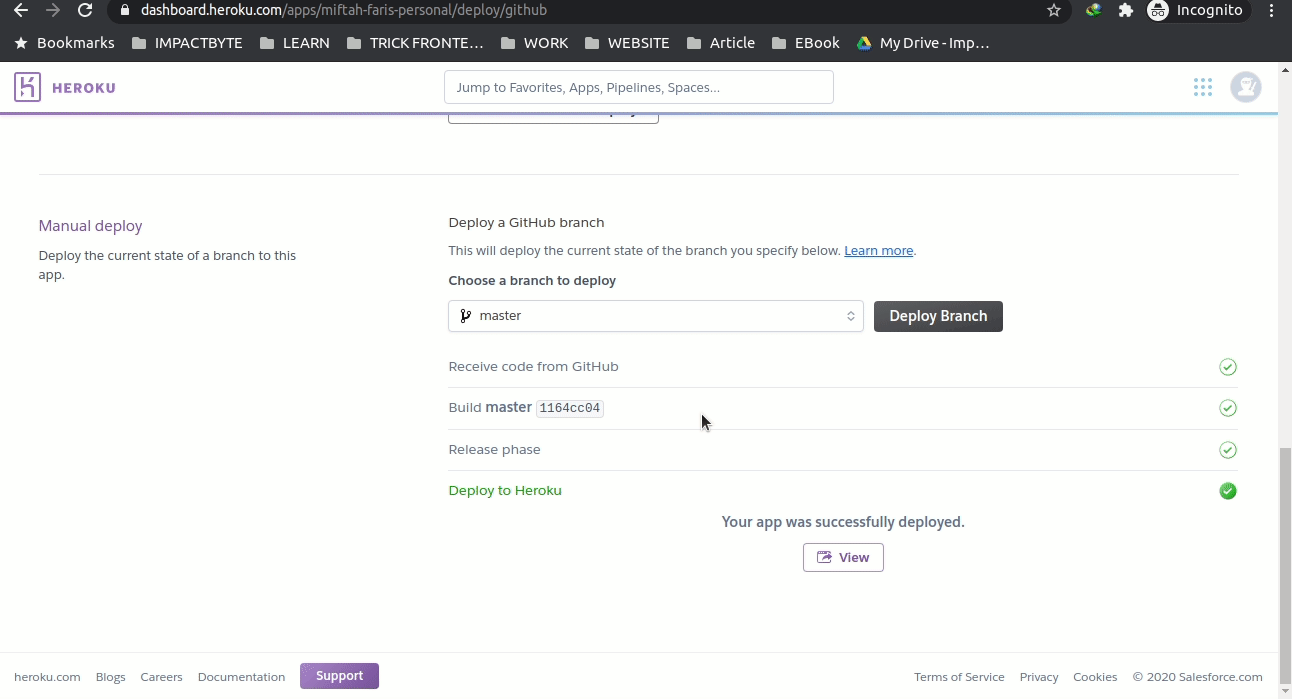 dashboard.heroku.com/apps/miftah-faris-personal/deploy/github
Incognito
Bookmarks IMPACTBYTE LEARN TRICK FRONTE... WORK WEBSITE Article EBook My Drive - Imp...
HEROKU
Jump to Favorites, Apps, Pipelines, Spaces...
Manual deploy
Deploy the current state of a branch to this
app.
Deploy a GitHub branch
This will deploy the current state of the branch you specify below. Learn more.
Choose a branch to deploy
master
Deploy Branch
Receive code from GitHub
Build master 1164cc04
Release phase
Deploy to Heroku
Your app was successfully deployed.
View
heroku.com Blogs Careers Documentation Support Terms of Service Privacy Cookies © 2020 Salesforce.com